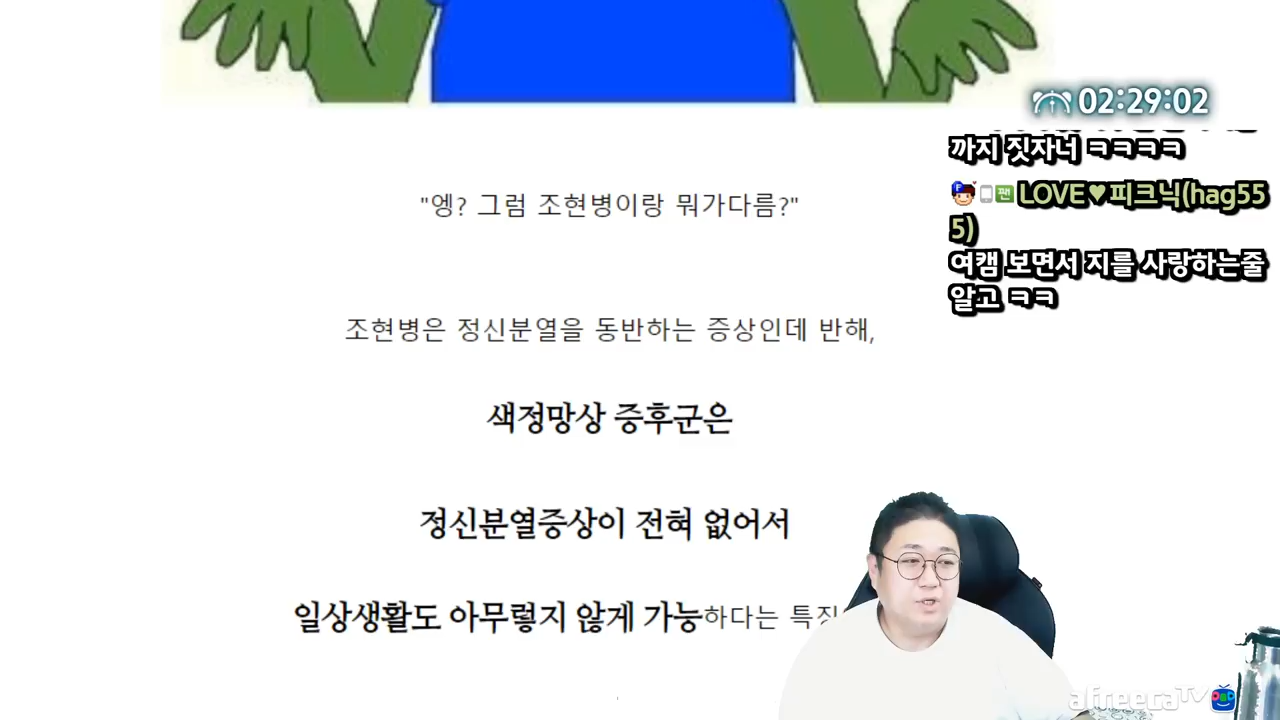 02:29:02
까지 짓자너 ㅋㅋㅋㅋ
LOVE♥피크닉(hag55
5)
여캠 보면서 지를 사랑하는줄
알고 ㅋㅋ
"엥? 그럼 조현병이랑 뭐가다름?"
조현병은 정신분열을 동반하는 증상인데 반해,
색정망상 증후군은
정신분열증상이 전혀 없어서
일상생활도 아무렇지 않게 가능하다는
afreecaTV